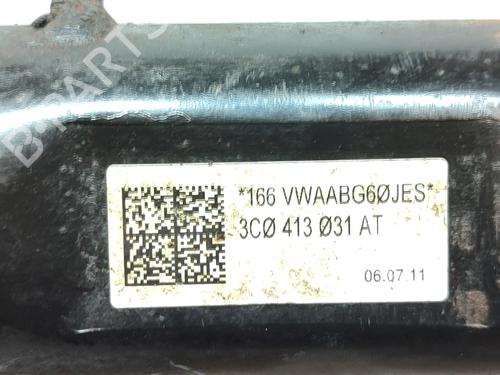 B-PARTS
*166 VWAABG6ØJES*
3CØ 413 Ø31 AT
06.07.11